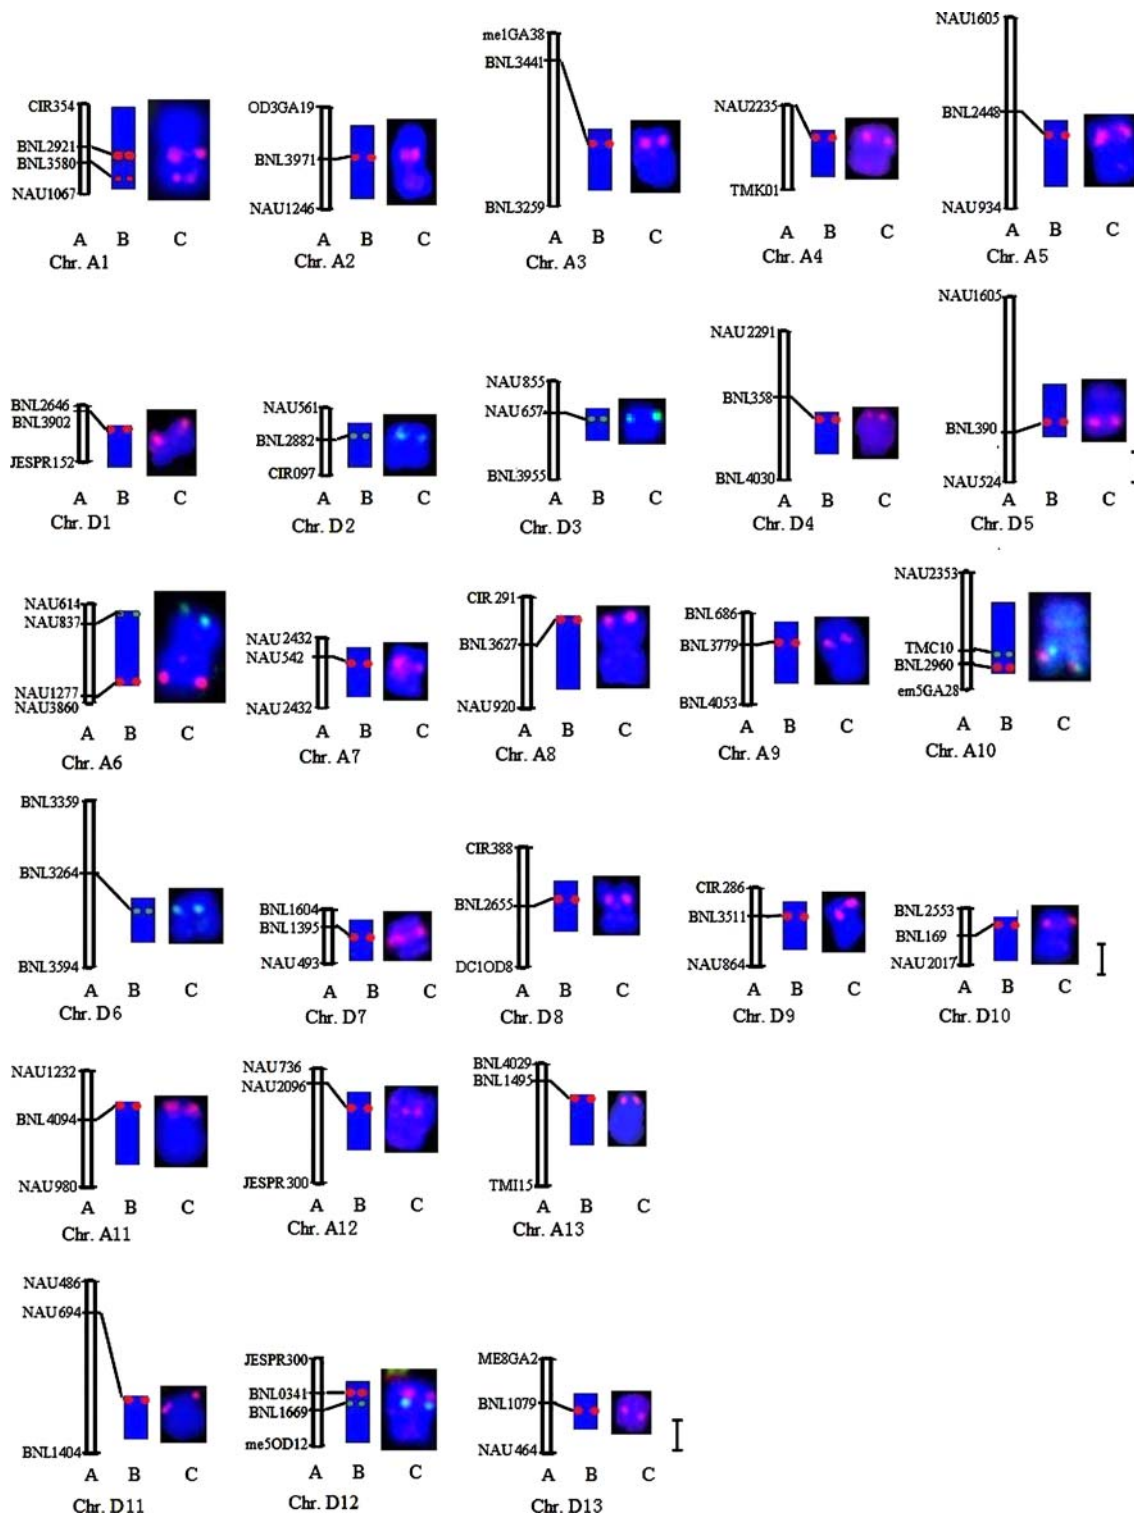 CIR354
BNL2921
BNL3580
NAU1067
A B C
Chr. A1
OD3GA19
BNL3971
NAU1246
A B C
Chr. A2
me1GA38
BNL3441
BNL3259
A B C
Chr. A3
NAU2235
TMK01
A B C
Chr. A4
NAU1605
BNL2448
NAU934
A B C
Chr. A5
BNL2646
BNL3902
JESPR152
A B C
Chr. D1
NAU561
BNL2882
CIR097
A B C
Chr. D2
NAU855
NAU657
BNL3955
A B C
Chr. D3
NAU2291
BNL358
BNL4030
A B C
Chr. D4
NAU1605
BNL390
NAU524
A B C
Chr. D5
NAU614
NAU837
NAU1277
NAU3860
A B C
Chr. A6
NAU2432
NAU542
NAU2432
A B C
Chr. A7
CIR291
BNL3627
NAU920
A B C
Chr. A8
BNL686
BNL3779
BNL4053
A B C
Chr. A9
NAU2353
TMC10
BNL2960
em5GA28
A B C
Chr. A10
BNL3359
BNL3264
BNL3594
A B C
Chr. D6
BNL1604
BNL1395
NAU493
A B C
Chr. D7
CIR388
BNL2655
DC1OD8
A B C
Chr. D8
CIR286
BNL3511
NAU864
A B C
Chr. D9
BNL2553
BNL169
NAU2017
A B C
Chr. D10
NAU1232
BNL4094
NAU980
A B C
Chr. A11
NAU736
NAU2096
JESPR300
A B C
Chr. A12
BNL4029
BNL1495
TMI15
A B C
Chr. A13
NAU486
NAU694
BNL1404
A B C
Chr. D11
JESPR300
BNL0341
BNL1669
me5OD12
A B C
Chr. D12
ME8GA2
BNL1079
NAU464
A B C
Chr. D13